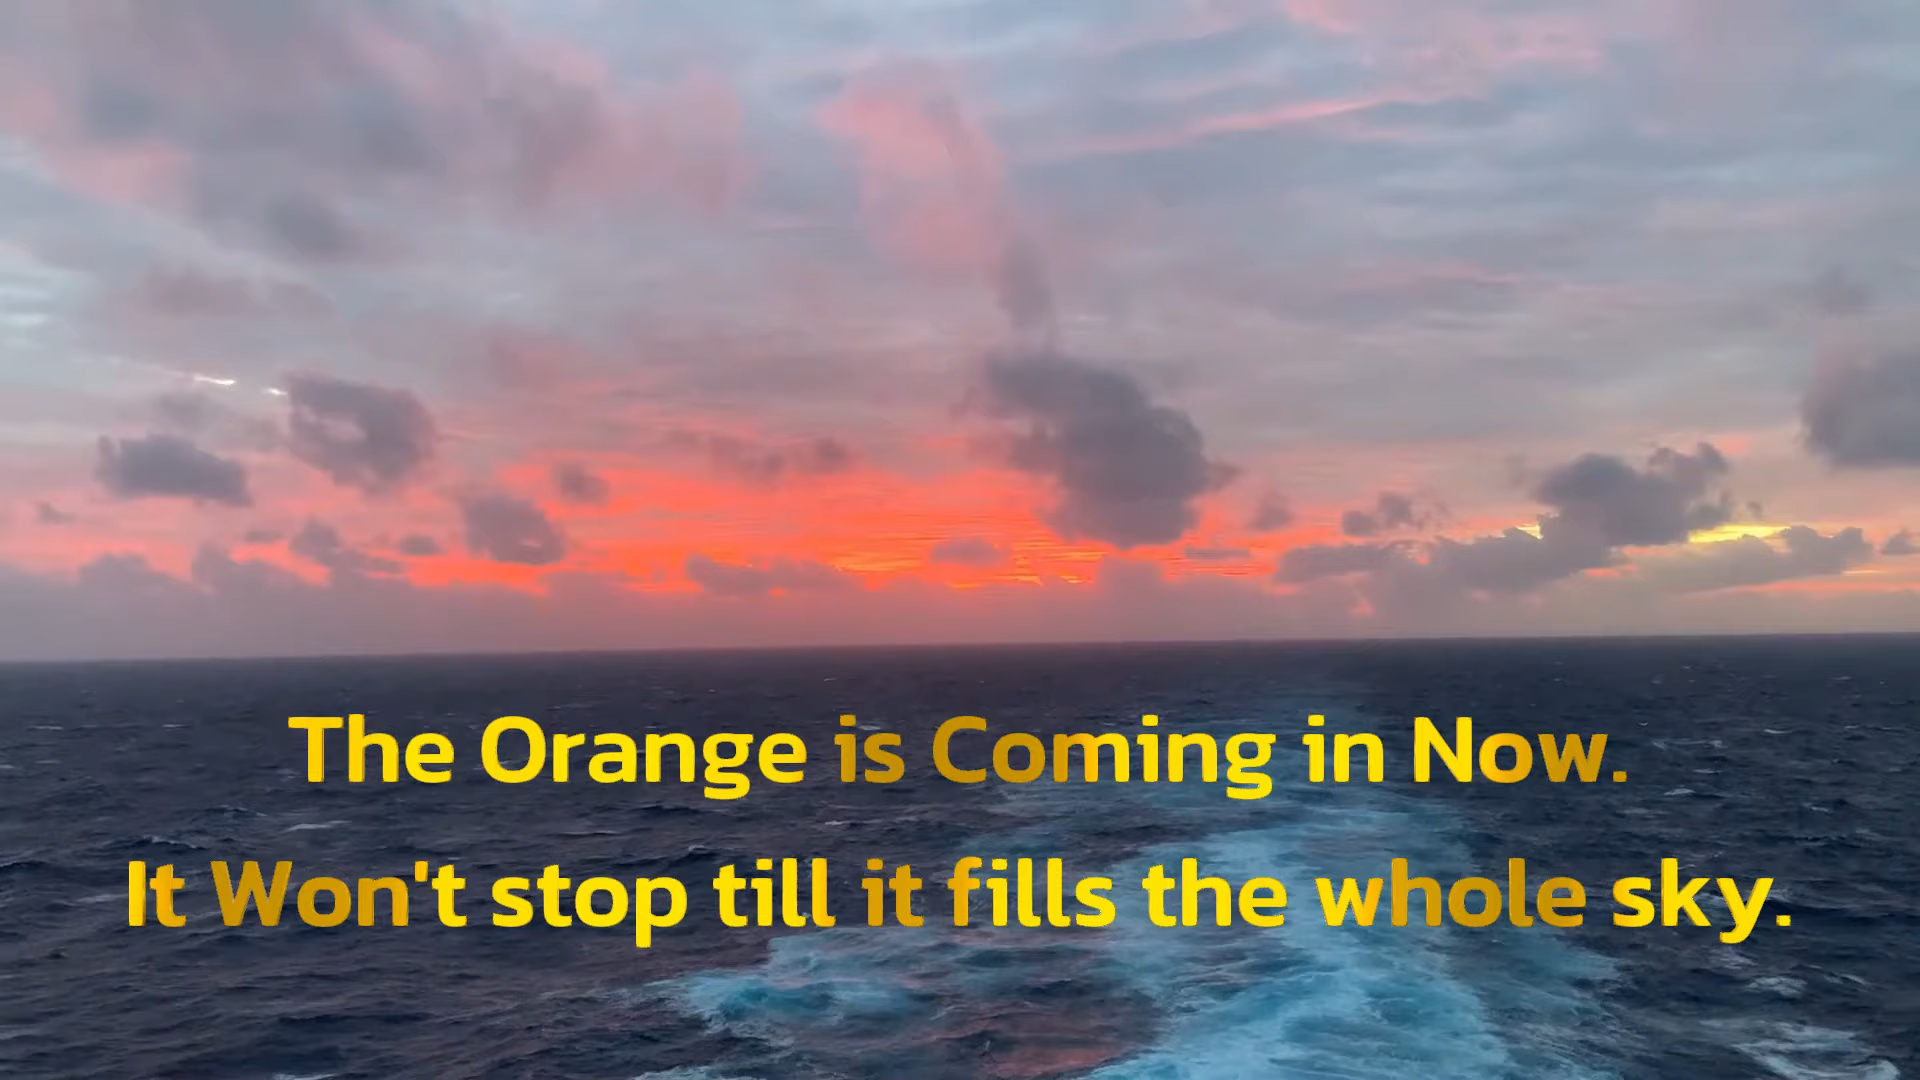 The Orange is Coming in Now.
It Won't stop till it fills the whole sky.